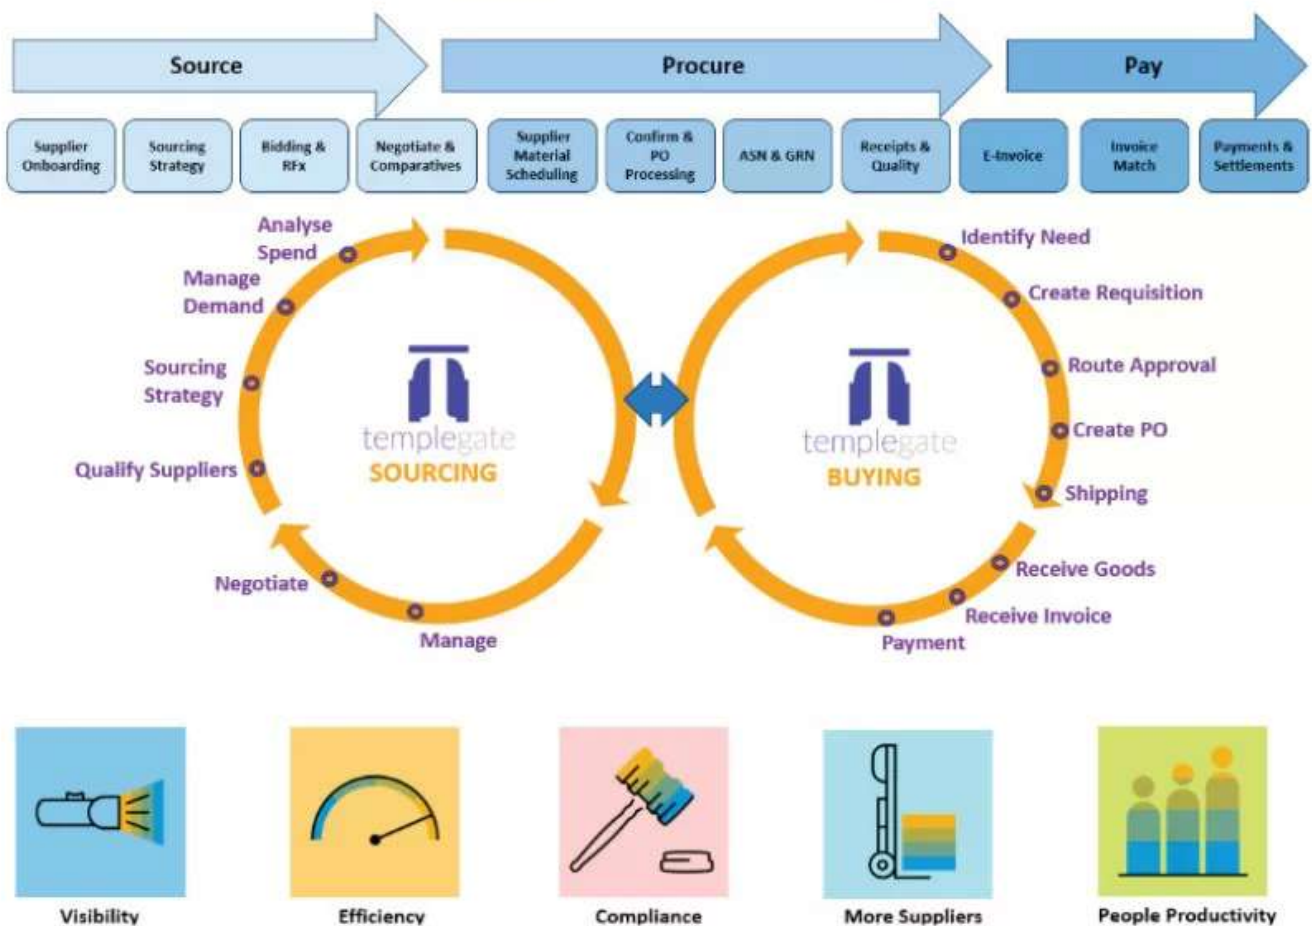 Source
Procure
Pay
Supplier
Onboarding
Sourcing
Strategy
Bidding &
RFx
Negotiate &
Comparatives
Supplier
Material
Scheduling
Confirm &
PO
Processing
ASN & GRN
Receipts &
Quality
E-Invoice
Invoice
Match
Payments &
Settlements
Analyse
Spend
Manage
Demand
Sourcing
Strategy
Qualify Suppliers
Negotiate
Manage
templegate
SOURCING
Identify Need
Create Requisition
Route Approval
Create PO
Shipping
Receive Goods
Receive Invoice
Payment
templegate
BUYING
Visibility
Efficiency
Compliance
More Suppliers
People Productivity